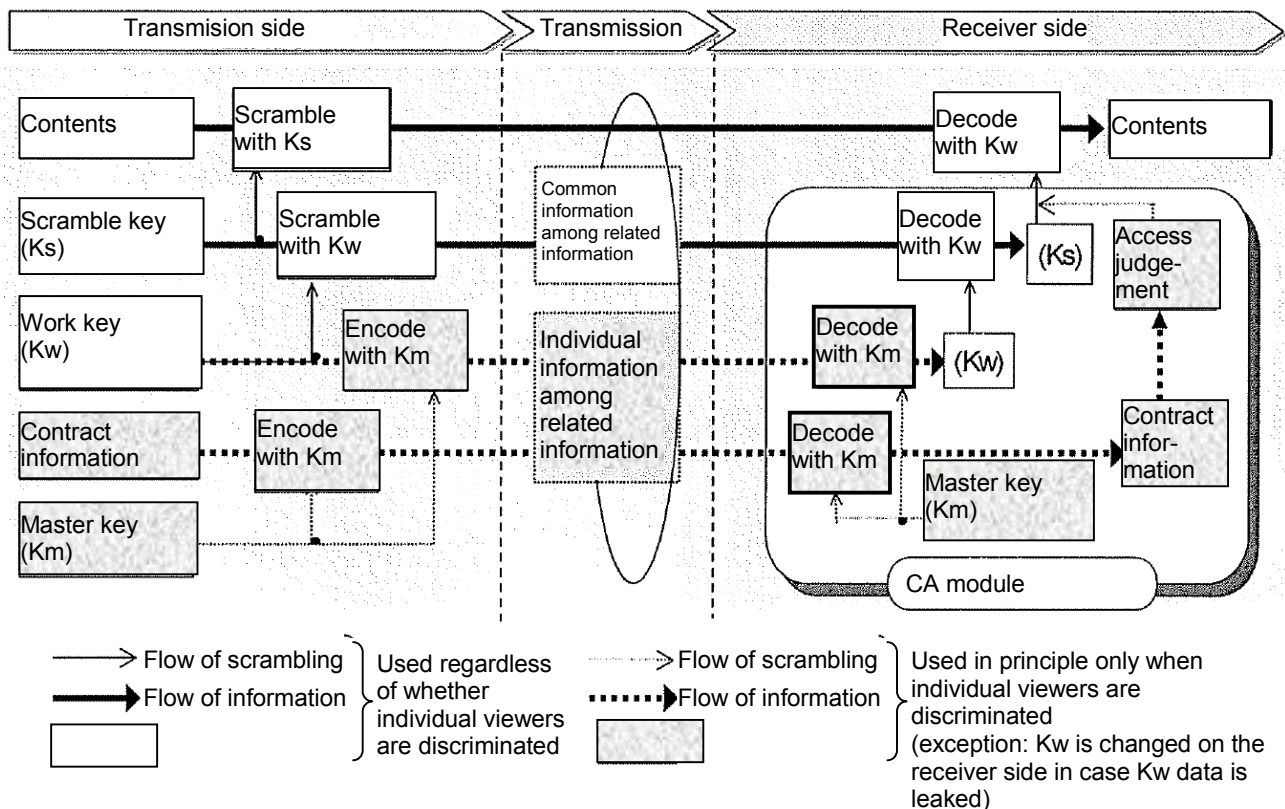 Transmision side
Transmission
Receiver side
Contents
Scramble
with Ks
Decode
with Kw
Contents
Scramble key
(Ks)
Scramble
with Kw
Common
information
among related
information
Decode
with Kw
(Ks)
Access
judge-
ment
Work key
(Kw)
Encode
with Km
Individual
information
among
related
information
Decode
with Km
(Kw)
Contract
information
Encode
with Km
Decode
with Km
Contract
infor-
mation
Master key
(Km)
Master key
(Km)
CA module
Flow of scrambling
Flow of information
Used regardless
of whether
individual viewers
are discriminated
Flow of scrambling
Flow of information
Used in principle only when
individual viewers are
discriminated
(exception: Kw is changed on the
receiver side in case Kw data is
leaked)